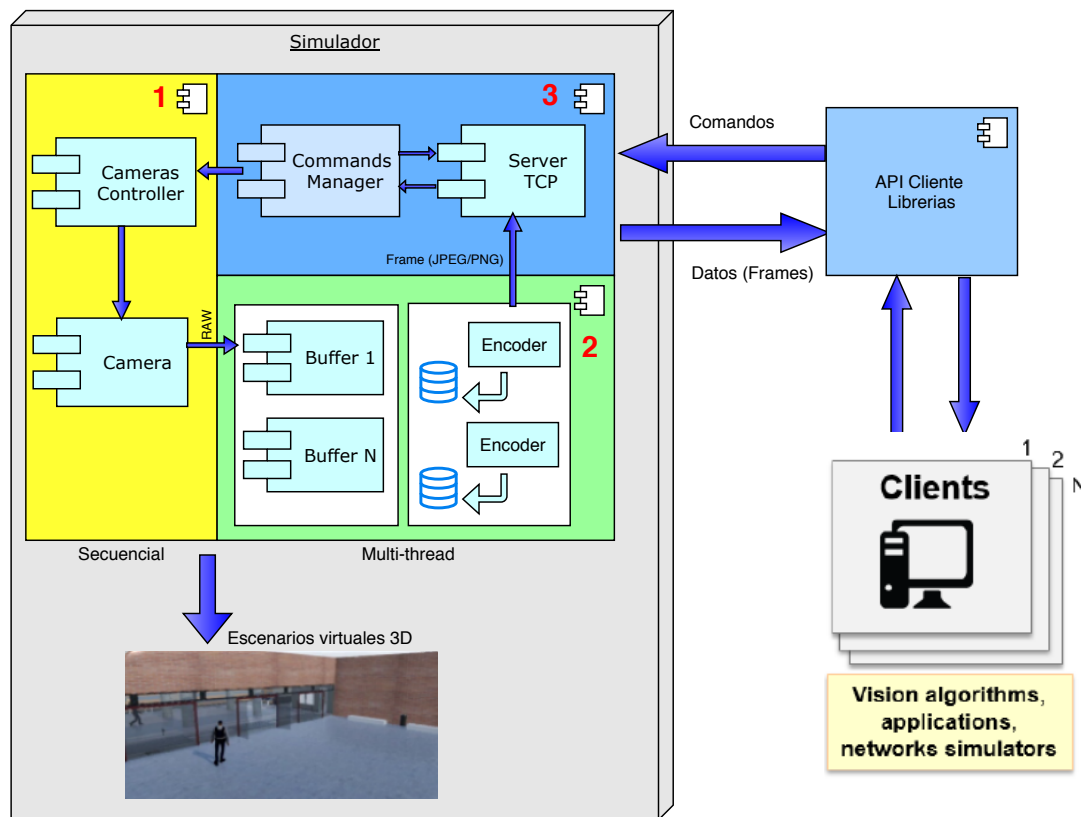 Simulador
1
3
Cameras
Controller
Commands
Manager
Server
TCP
Comandos
API Cliente
Librerias
Frame (JPEG/PNG)
Datos (Frames)
Camera
RAW
Buffer 1
Buffer N
Encoder
2
Encoder
Secuencial
Multi-thread
Escenarios virtuales 3D
1
2
N
Clients
Vision algorithms,
applications,
networks simulators